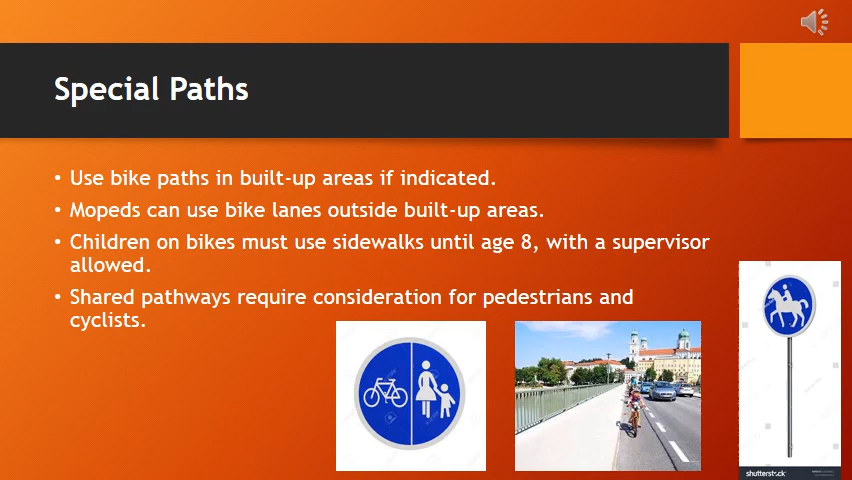 Special Paths
• Use bike paths in built-up areas if indicated.
• Mopeds can use bike lanes outside built-up areas.
• Children on bikes must use sidewalks until age 8, with a supervisor
allowed.
• Shared pathways require consideration for pedestrians and
cyclists.
shutterstock